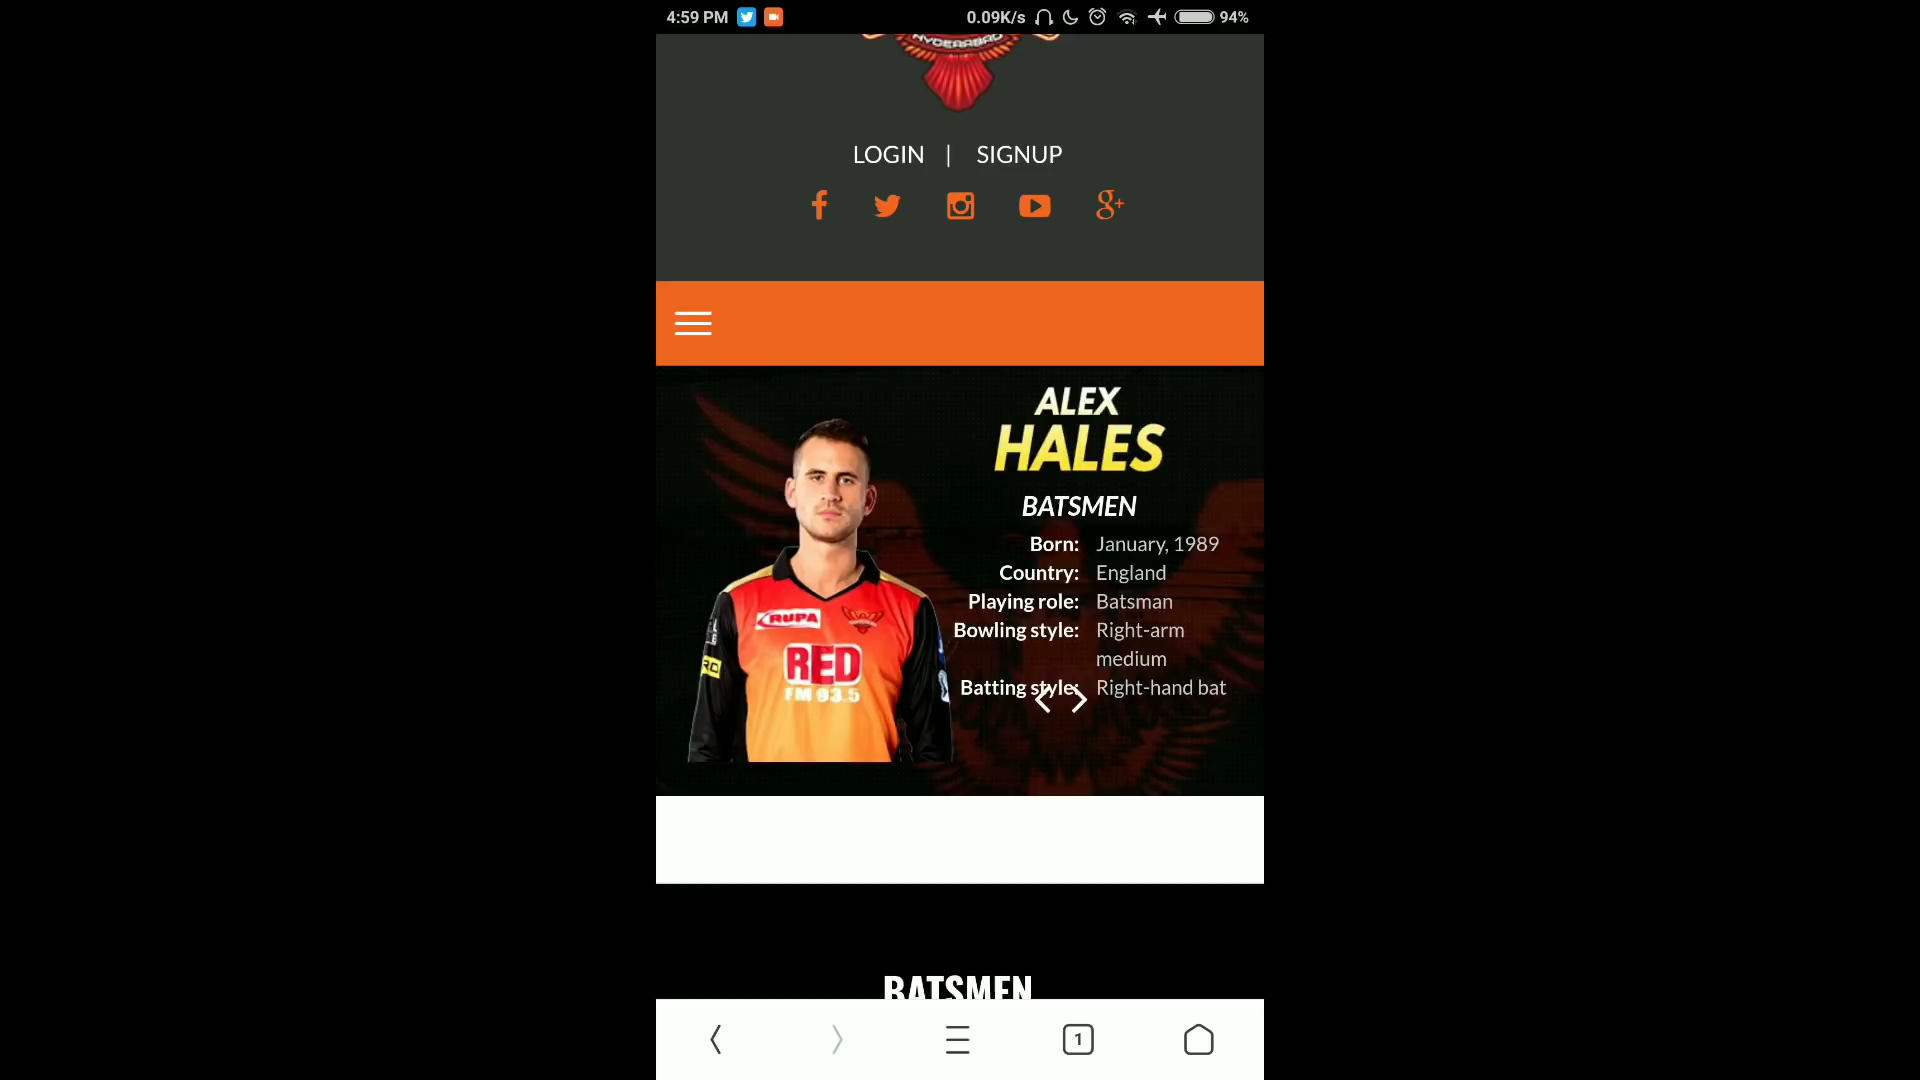 4:59 PM 0.09K/s 94%
HYDERABAD
LOGIN | SIGNUP
g+
ALEX
HALES
BATSMEN
Born: January, 1989
Country: England
Playing role: Batsman
Bowling style: Right-arm
medium
Batting style: Right-hand bat
RUPA
RED
FM 93.5
BATSMEN
1